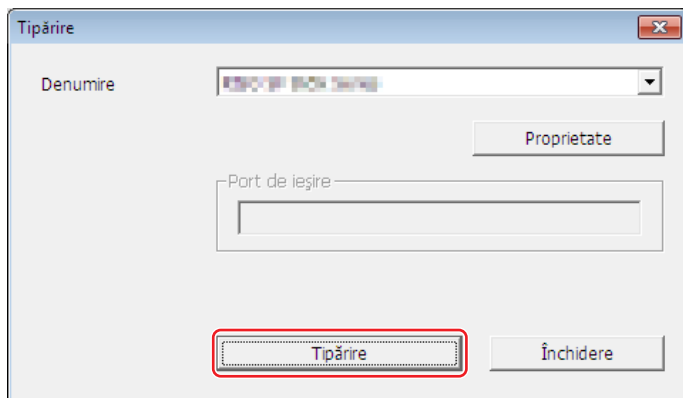 Tipărire
Denumire
Proprietate
Port de ieşire
Tipărire
Închidere